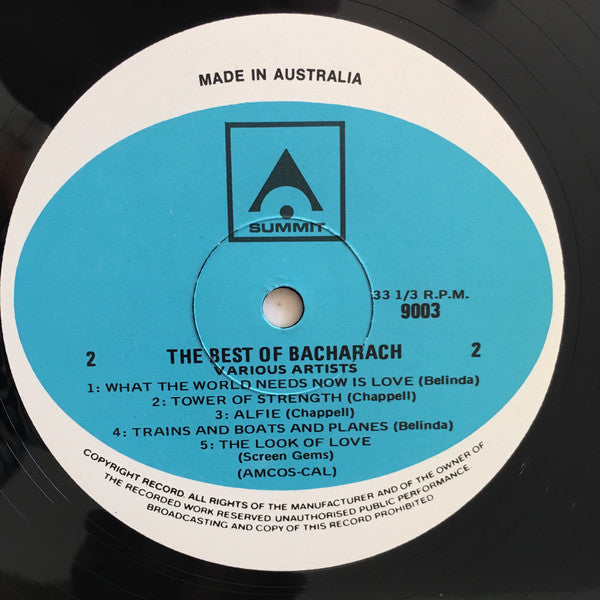 MADE IN AUSTRALIA
SUMMIT
33 1/3 R.P.M.
9003
2 THE BEST OF BACHARACH 2
VARIOUS ARTISTS
1: WHAT THE WORLD NEEDS NOW IS LOVE (Belinda)
2: TOWER OF STRENGTH (Chappell)
3: ALFIE (Chappell)
4: TRAINS AND BOATS AND PLANES (Belinda)
5: THE LOOK OF LOVE
(Screen Gems)
(AMCOS-CAL)
COPYRIGHT RECORD. ALL RIGHTS OF THE MANUFACTURER AND OF THE OWNER OF
THE RECORDED WORK RESERVED UNAUTHORISED PUBLIC PERFORMANCE.
BROADCASTING AND COPY OF THIS RECORD PROHIBITED